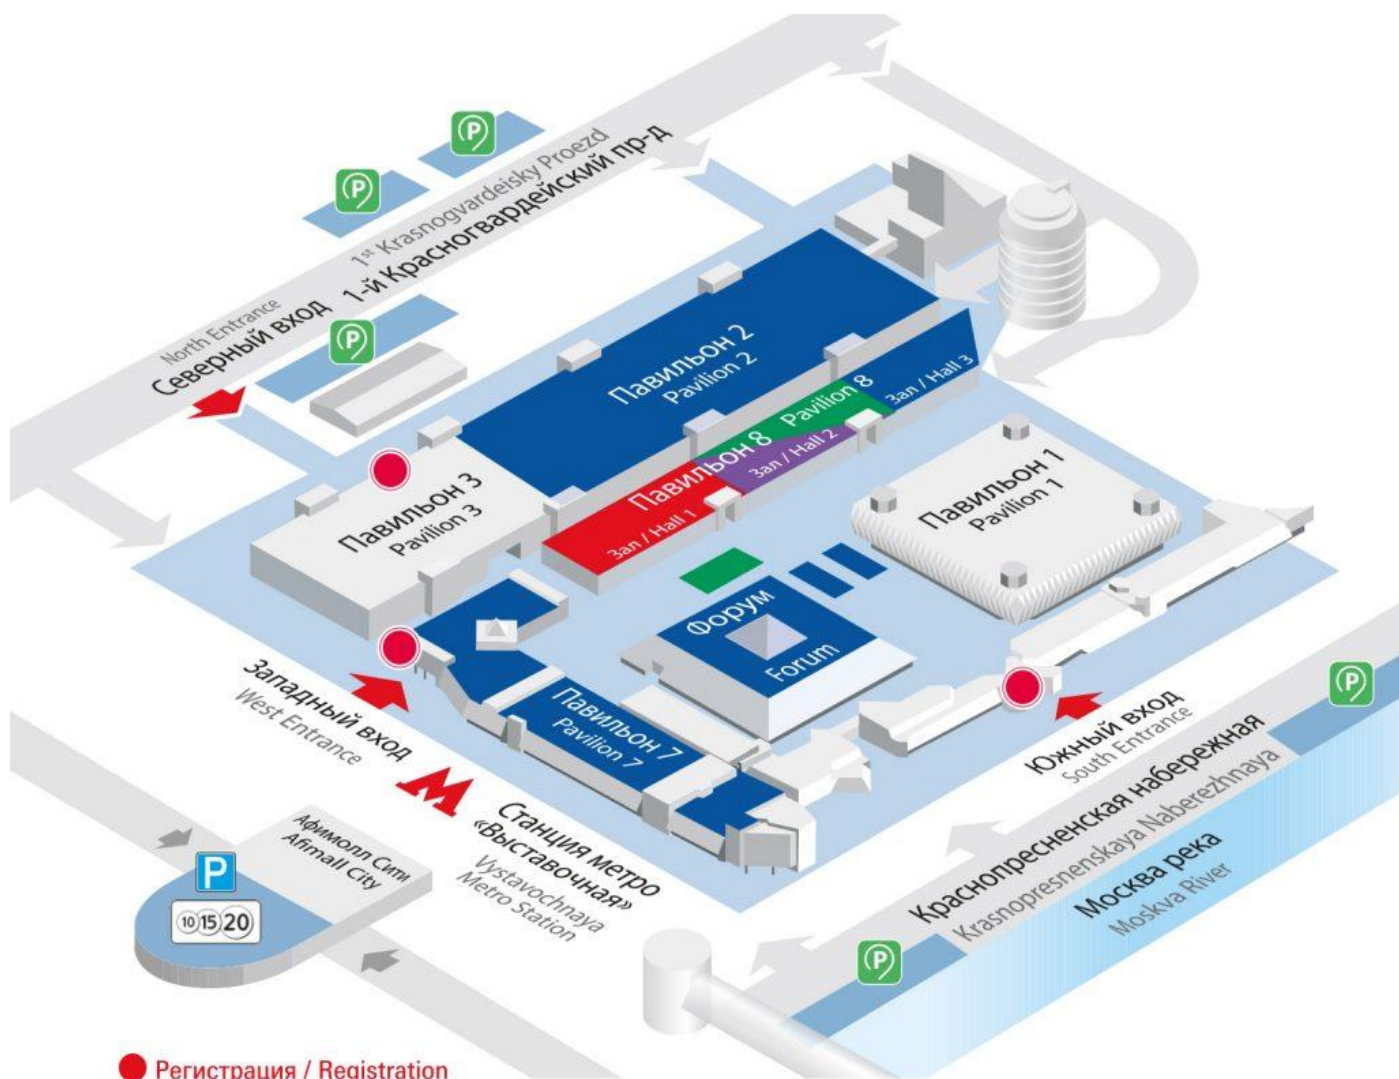 1st Krasnogvardeisky Proezd
1-й Красногвардейский пр-д
North Entrance
Северный вход
P
P
P
Павильон 2
Pavilion 2
Павильон 8 Pavilion 8
Зал / Hall 3
Зал / Hall 2
Зал / Hall 1
Павильон 3
Pavilion 3
Павильон 1
Pavilion 1
Форум
Forum
Павильон 7
Pavilion 7
Западный вход
West Entrance
Южный вход
South Entrance
P
М
Станция метро
«Выставочная»
Vystavochnaya
Metro Station
Краснопресненская набережная
Krasnopresnenskaya Naberezhnaya
Москва река
Moskva River
P
Афимолл Сити
Afimall City
P
10 15 20
Регистрация / Registration